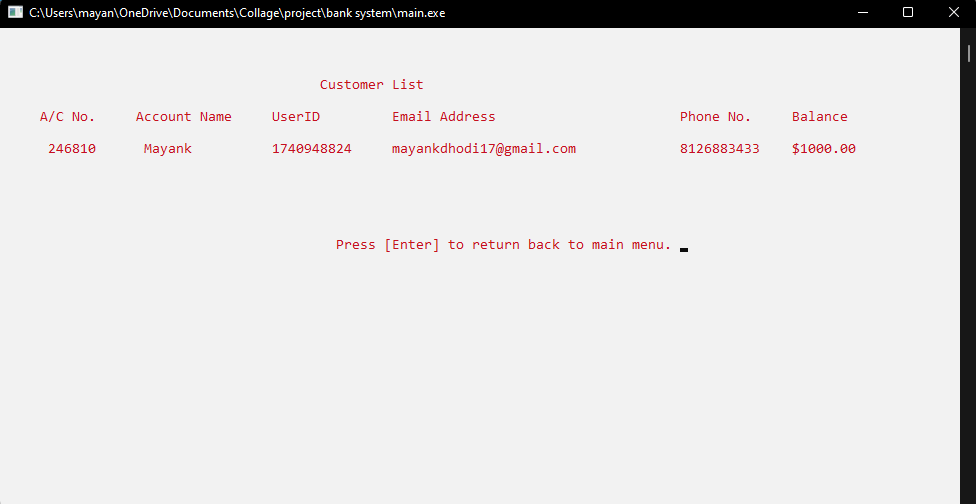 C:\Users\mayan\OneDrive\Documents\Collage\project\bank system\main.exe
Customer List
A/C No. Account Name UserID Email Address Phone No. Balance
246810 Mayank 1740948824 mayankdhodi17@gmail.com 8126883433 $1000.00
Press [Enter] to return back to main menu.